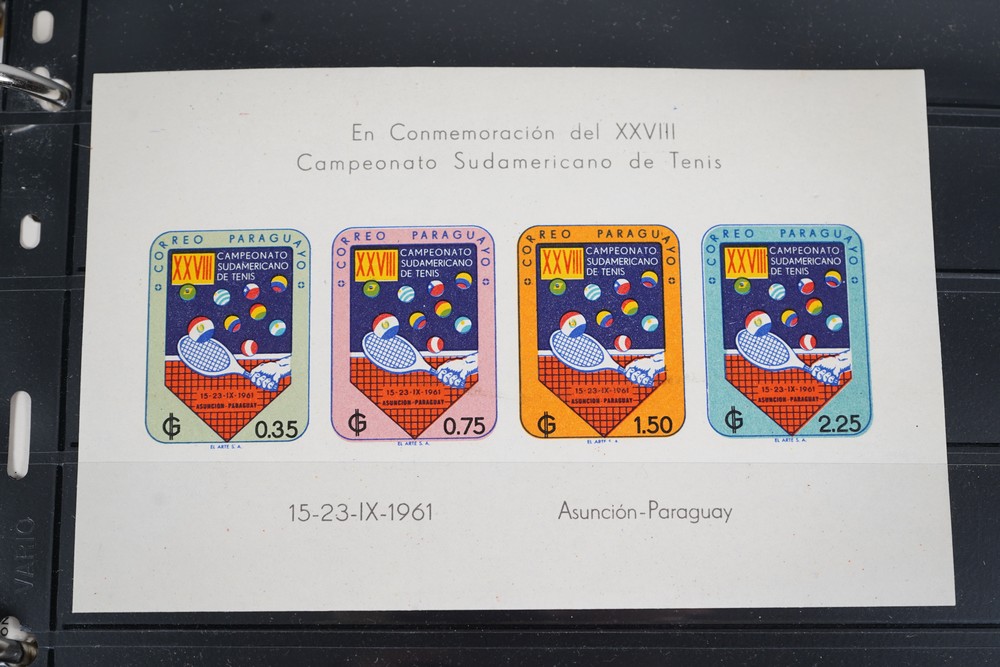 En Conmemoración del XXVIII
Campeonato Sudamericano de Tenis
CORREO PARAGUAYO
XXVIII
CAMPEONATO
SUDAMERICANO
DE TENIS
15-23-IX-1961
ASUNCION-PARAGUAY
₲ 0.35
EL ARTE S.A.
CORREO PARAGUAYO
XXVIII
CAMPEONATO
SUDAMERICANO
DE TENIS
15-23-IX-1961
ASUNCION-PARAGUAY
₲ 0.75
EL ARTE S.A.
CORREO PARAGUAYO
XXVIII
CAMPEONATO
SUDAMERICANO
DE TENIS
15-23-IX-1961
ASUNCION-PARAGUAY
₲ 1.50
EL ARTE
CORREO PARAGUAYO
XXVIII
CAMPEONATO
SUDAMERICANO
DE TENIS
15-23-IX-1961
ASUNCION-PARAGUAY
₲ 2.25
EL ARTE S.A.
15-23-IX-1961
Asunción-Paraguay
VARIO